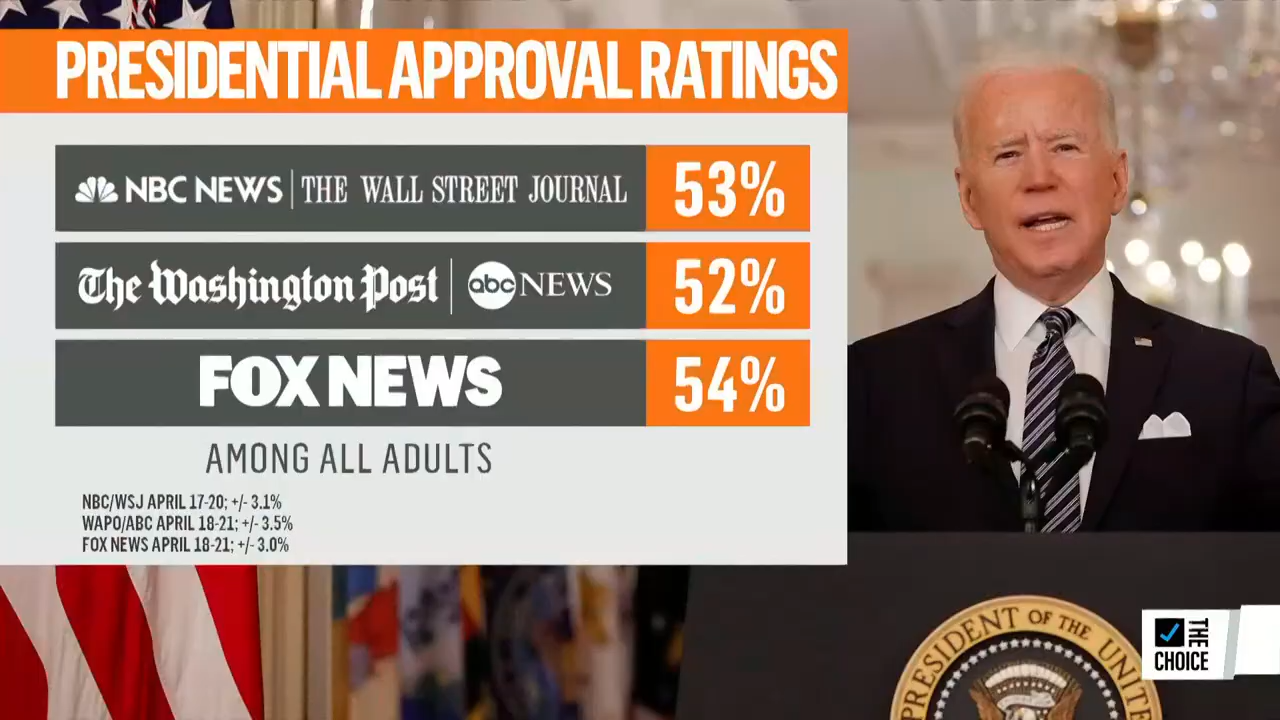 PRESIDENTIAL APPROVAL RATINGS
NBC NEWS | THE WALL STREET JOURNAL 53%
The Washington Post | abc NEWS 52%
FOX NEWS 54%
AMONG ALL ADULTS
NBC/WSJ APRIL 17-20; +/- 3.1%
WAPO/ABC APRIL 18-21; +/- 3.5%
FOX NEWS APRIL 18-21; +/- 3.0%
PRESIDENT OF THE UNIT
THE
CHOICE